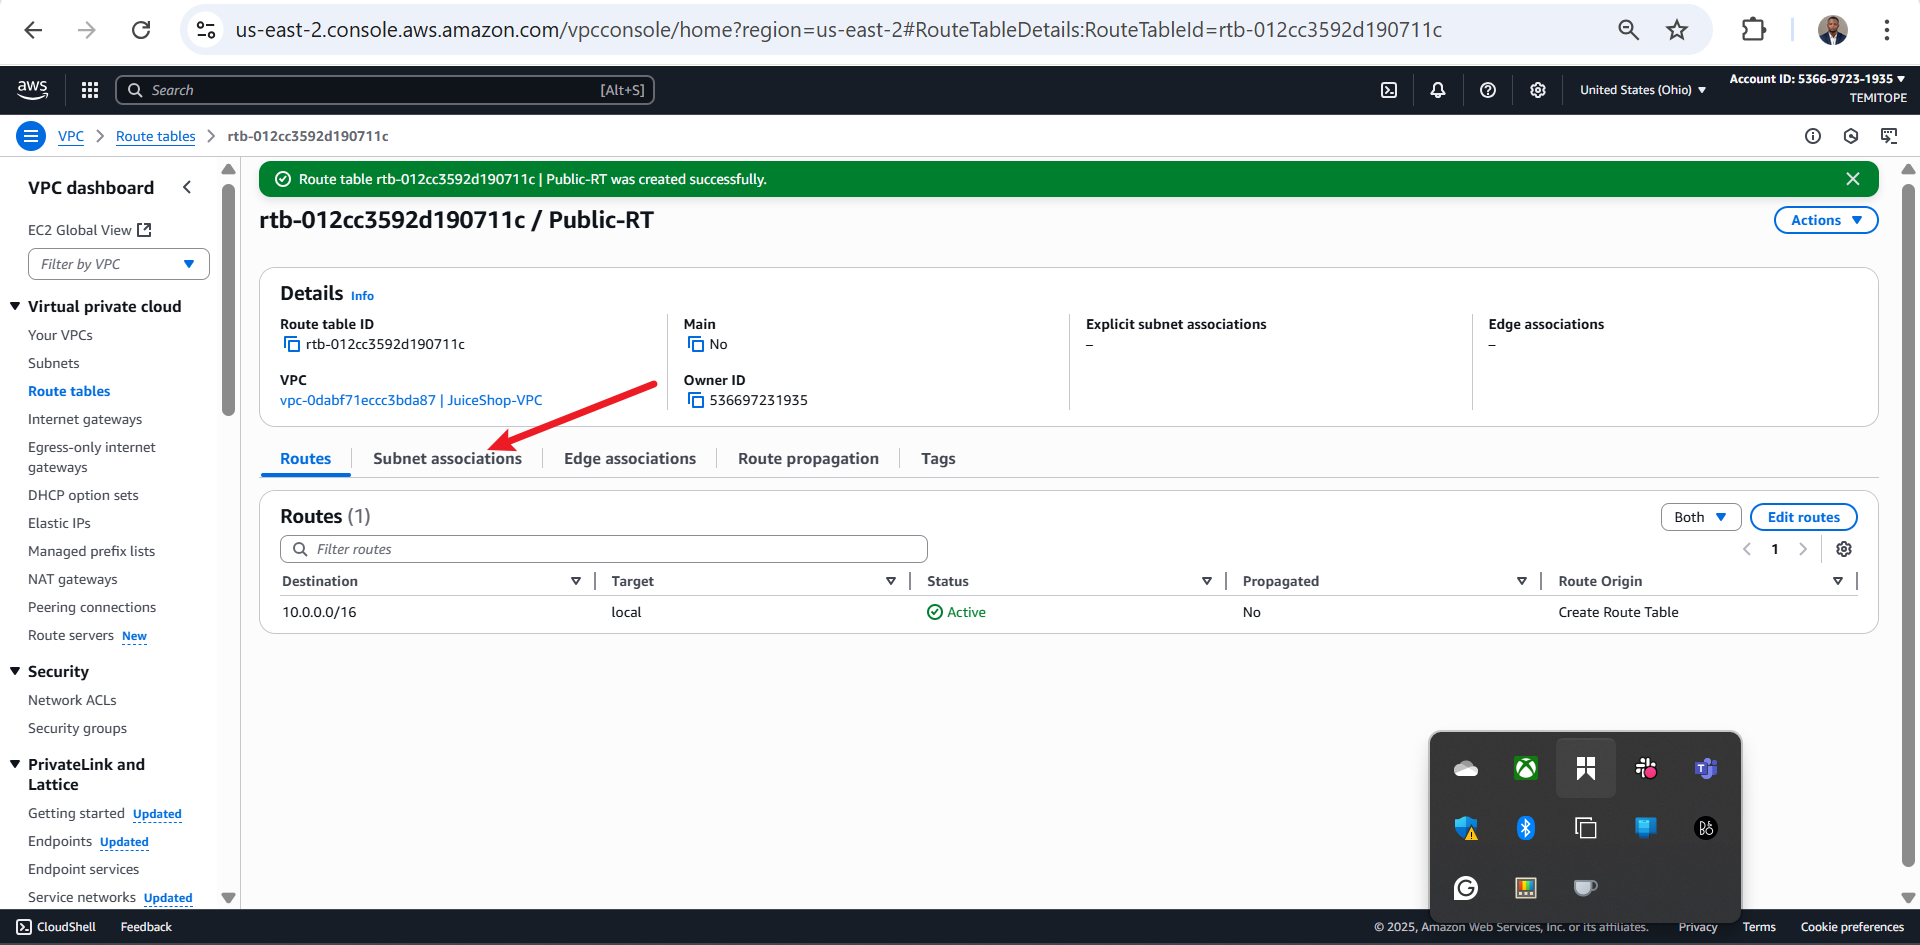 us-east-2.console.aws.amazon.com/vpcconsole/home?region=us-east-2#RouteTableDetails:RouteTableId=rtb-012cc3592d190711c
aws
Search
[Alt+S]
United States (Ohio)
Account ID: 5366-9723-1935
TEMITOPE
VPC
Route tables
rtb-012cc3592d190711c
VPC dashboard
EC2 Global View
Filter by VPC
Virtual private cloud
Your VPCs
Subnets
Route tables
Internet gateways
Egress-only internet
gateways
DHCP option sets
Elastic IPs
Managed prefix lists
NAT gateways
Peering connections
Route servers New
Security
Network ACLs
Security groups
PrivateLink and
Lattice
Getting started Updated
Endpoints Updated
Endpoint services
Service networks Updated
Route table rtb-012cc3592d190711c | Public-RT was created successfully.
rtb-012cc3592d190711c / Public-RT
Actions
Details Info
Route table ID
rtb-012cc3592d190711c
Main
No
Explicit subnet associations
–
Edge associations
–
VPC
vpc-0dabf71eccc3bda87 | JuiceShop-VPC
Owner ID
536697231935
Routes
Subnet associations
Edge associations
Route propagation
Tags
Routes (1)
Both
Edit routes
Filter routes
1
Destination
Target
Status
Propagated
Route Origin
10.0.0.0/16
local
Active
No
Create Route Table
CloudShell
Feedback
© 2025, Amazon Web Services, Inc. or its affiliates.
Privacy
Terms
Cookie preferences